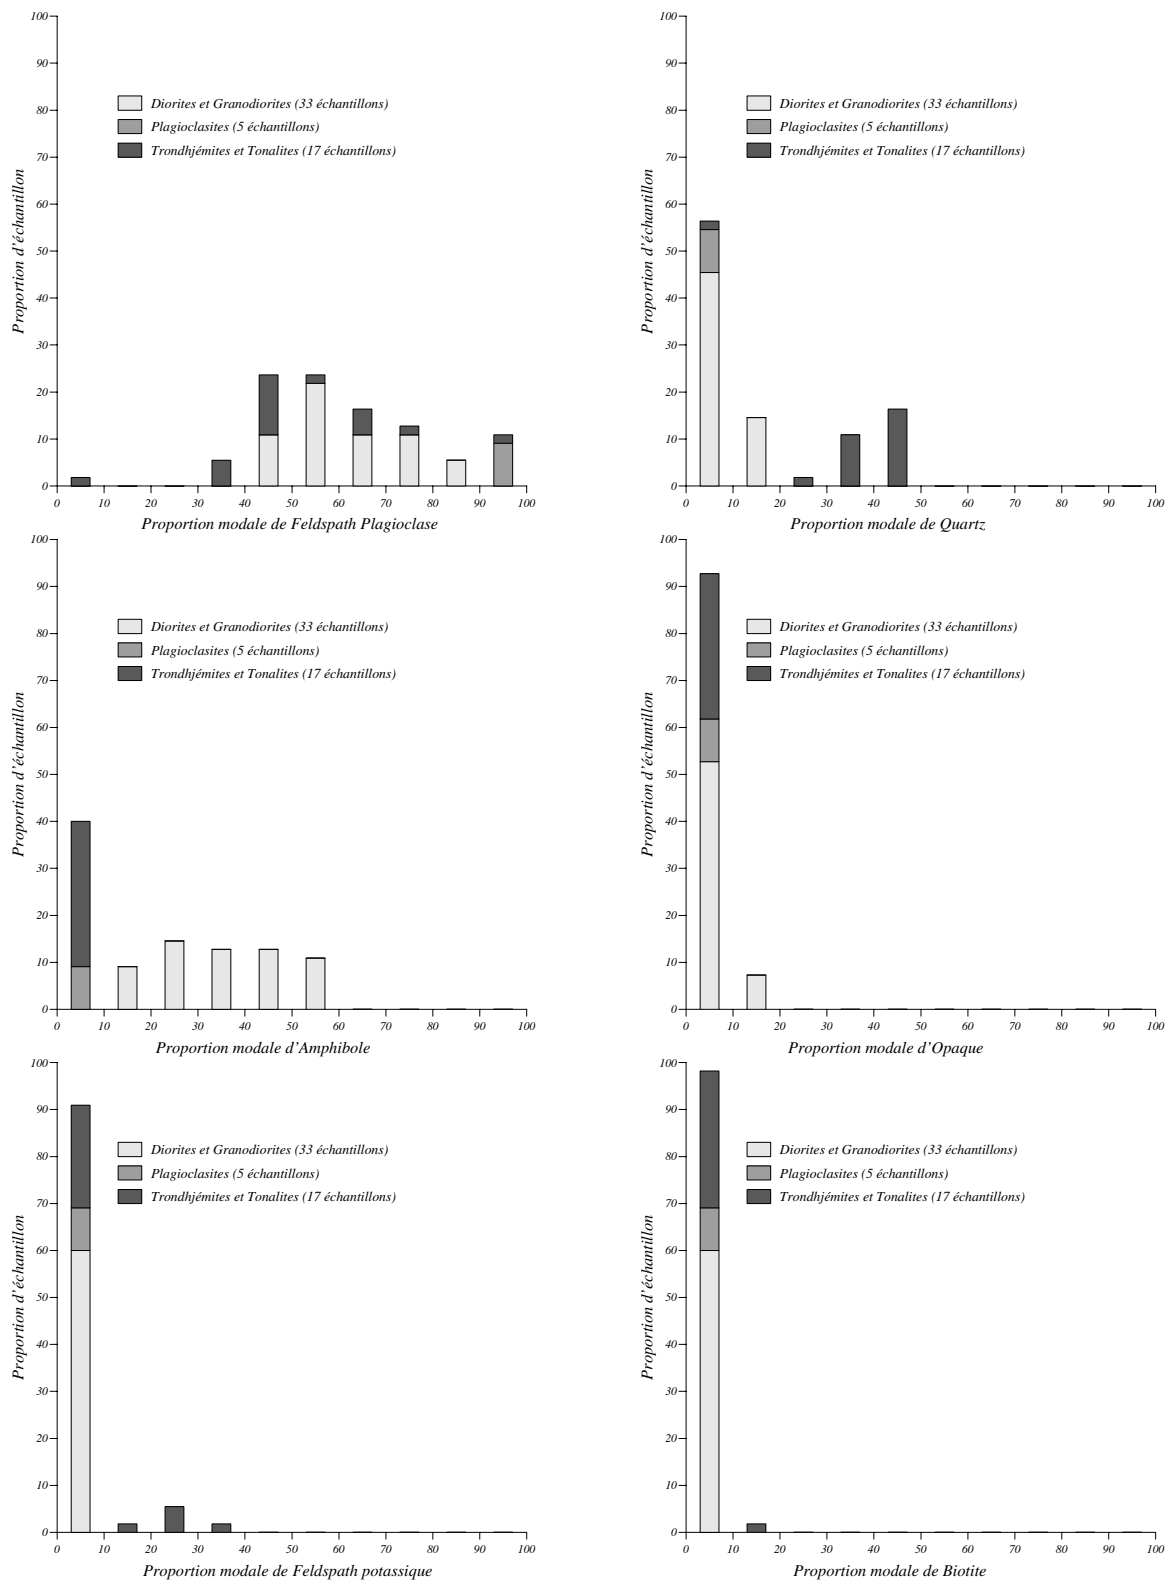 100
90
80
70
60
50
40
30
20
10
0
Proportion d'échantillon
Diorites et Granodiorites (33 échantillons)
Plagioclasites (5 échantillons)
Trondhjémites et Tonalites (17 échantillons)
0 10 20 30 40 50 60 70 80 90 100
Proportion modale de Feldspath Plagioclase
100
90
80
70
60
50
40
30
20
10
0
Proportion d'échantillon
Diorites et Granodiorites (33 échantillons)
Plagioclasites (5 échantillons)
Trondhjémites et Tonalites (17 échantillons)
0 10 20 30 40 50 60 70 80 90 100
Proportion modale de Quartz
100
90
80
70
60
50
40
30
20
10
0
Proportion d'échantillon
Diorites et Granodiorites (33 échantillons)
Plagioclasites (5 échantillons)
Trondhjémites et Tonalites (17 échantillons)
0 10 20 30 40 50 60 70 80 90 100
Proportion modale d'Amphibole
100
90
80
70
60
50
40
30
20
10
0
Proportion d'échantillon
Diorites et Granodiorites (33 échantillons)
Plagioclasites (5 échantillons)
Trondhjémites et Tonalites (17 échantillons)
0 10 20 30 40 50 60 70 80 90 100
Proportion modale d'Opaque
100
90
80
70
60
50
40
30
20
10
0
Proportion d'échantillon
Diorites et Granodiorites (33 échantillons)
Plagioclasites (5 échantillons)
Trondhjémites et Tonalites (17 échantillons)
0 10 20 30 40 50 60 70 80 90 100
Proportion modale de Feldspath potassique
100
90
80
70
60
50
40
30
20
10
0
Proportion d'échantillon
Diorites et Granodiorites (33 échantillons)
Plagioclasites (5 échantillons)
Trondhjémites et Tonalites (17 échantillons)
0 10 20 30 40 50 60 70 80 90 100
Proportion modale de Biotite